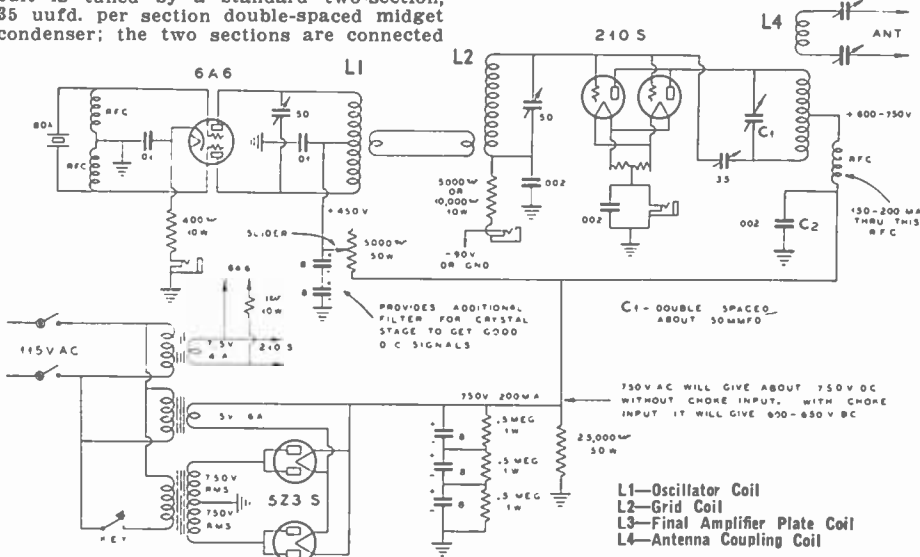 cuit is tuned by a standard two-section,
35 uufd. per section double-spaced midget
condenser; the two sections are connected
L4
ANT
L1
L2
210 S
6A6
RFC
80A
RFC
01
50
01
50
C1
+600-750V
RFC
35
5000 ω
OR
10,000 ω
10W
002
002
150-200 MA
THRU THIS
RFC
002
C2
400 ω
10W
+450V
SLIDER
5000 ω
50W
-90V
OR GND
8
8
6A6
1 ω
10W
PROVIDES ADDITIONAL
FILTER FOR CRYSTAL
STAGE TO GET GOOD
D C SIGNALS
C1 - DOUBLE SPACED
ABOUT 50MMFD
115V AC
7.5V
4A
210 S
750V 200MA
750V AC WILL GIVE ABOUT 750V DC
WITHOUT CHOKE INPUT. WITH CHOKE
INPUT IT WILL GIVE 600-650V DC
5V 6A
8
.5 MEG
1W
8
.5 MEG
1W
8
.5 MEG
1W
25,000 ω
50W
750V
RMS
750V
RMS
5Z3 S
KEY
L1—Oscillator Coil
L2—Grid Coil
L3—Final Amplifier Plate Coil
L4—Antenna Coupling Coil